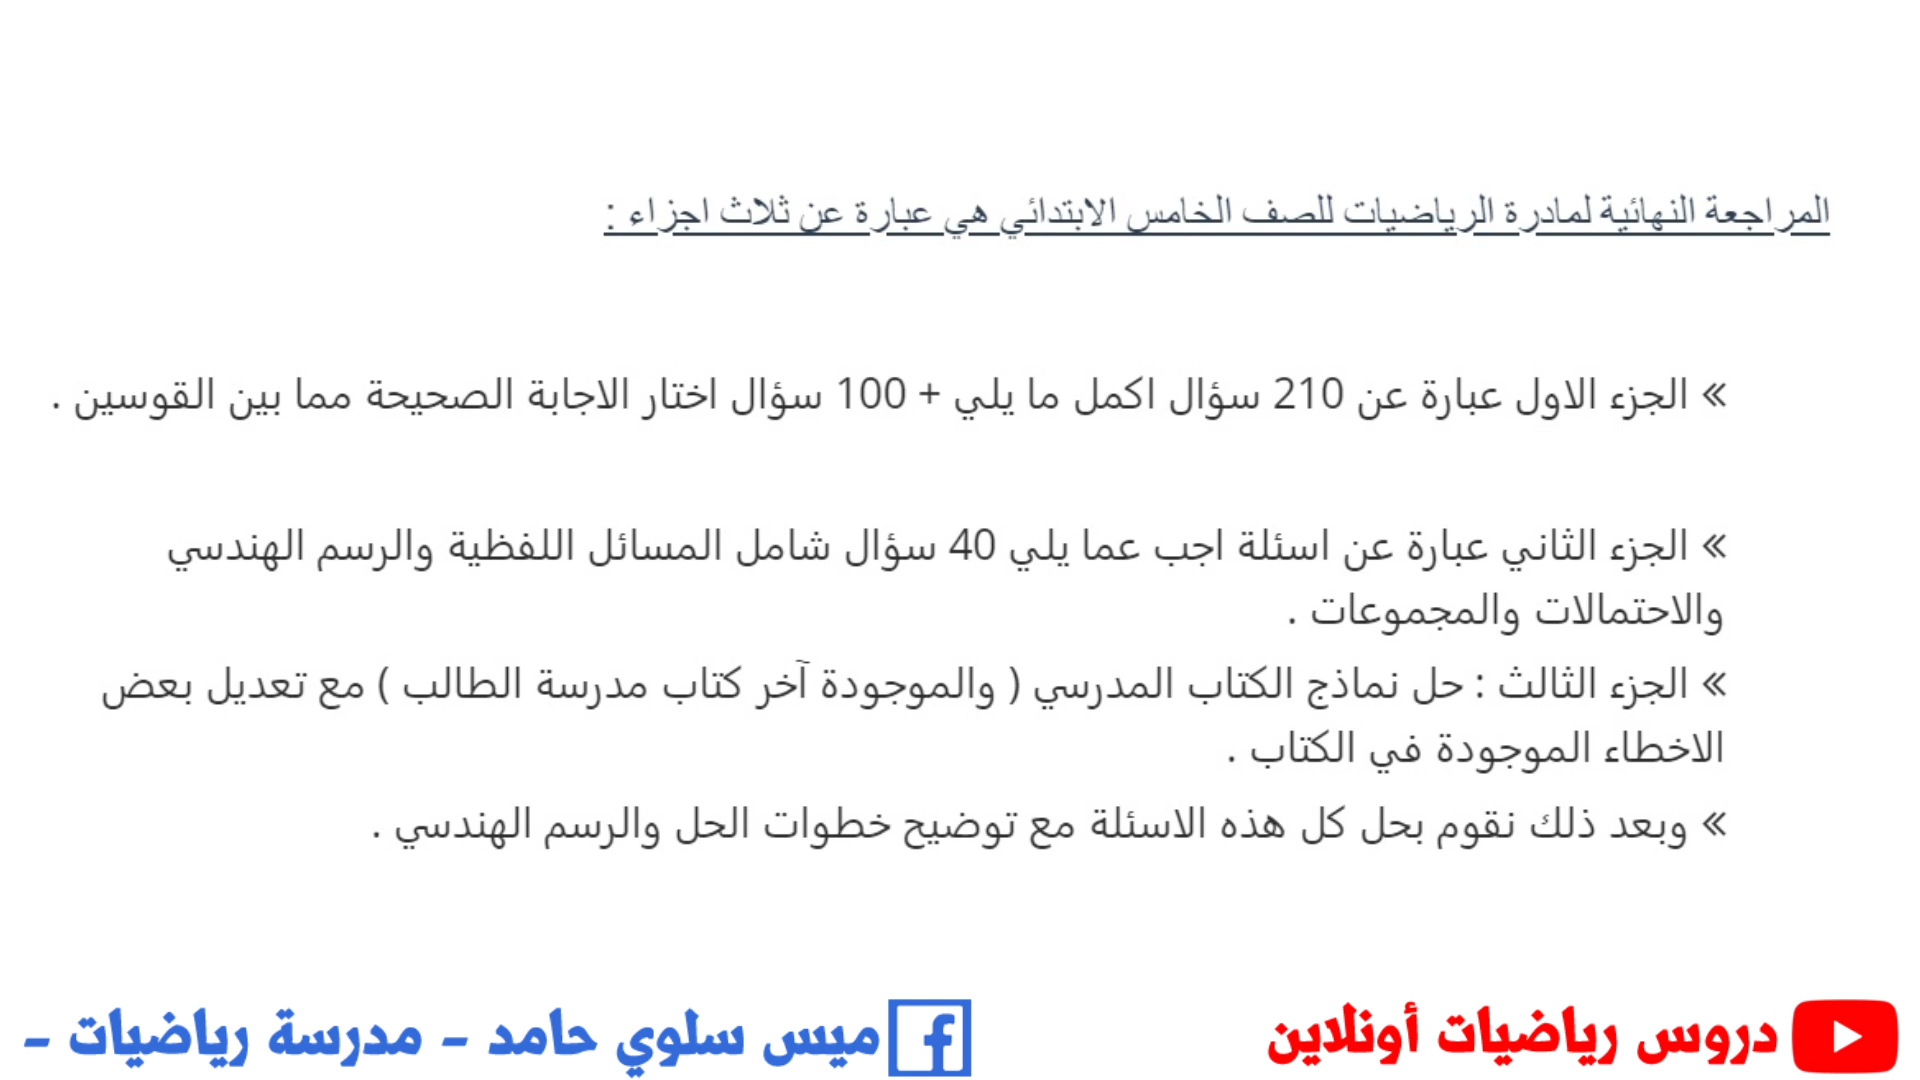 المراجعة النهائية لمادرة الرياضيات للصف الخامس الابتدائي هي عبارة عن ثلاث اجزاء :
» الجزء الاول عبارة عن 210 سؤال اكمل ما يلي + 100 سؤال اختار الاجابة الصحيحة مما بين القوسين .
» الجزء الثاني عبارة عن اسئلة اجب عما يلي 40 سؤال شامل المسائل اللفظية والرسم الهندسي
والاحتمالات والمجموعات .
» الجزء الثالث : حل نماذج الكتاب المدرسي ( والموجودة آخر كتاب مدرسة الطالب ) مع تعديل بعض
الاخطاء الموجودة في الكتاب .
» وبعد ذلك نقوم بحل كل هذه الاسئلة مع توضيح خطوات الحل والرسم الهندسي .
دروس رياضيات أونلاين
ميس سلوي حامد - مدرسة رياضيات -